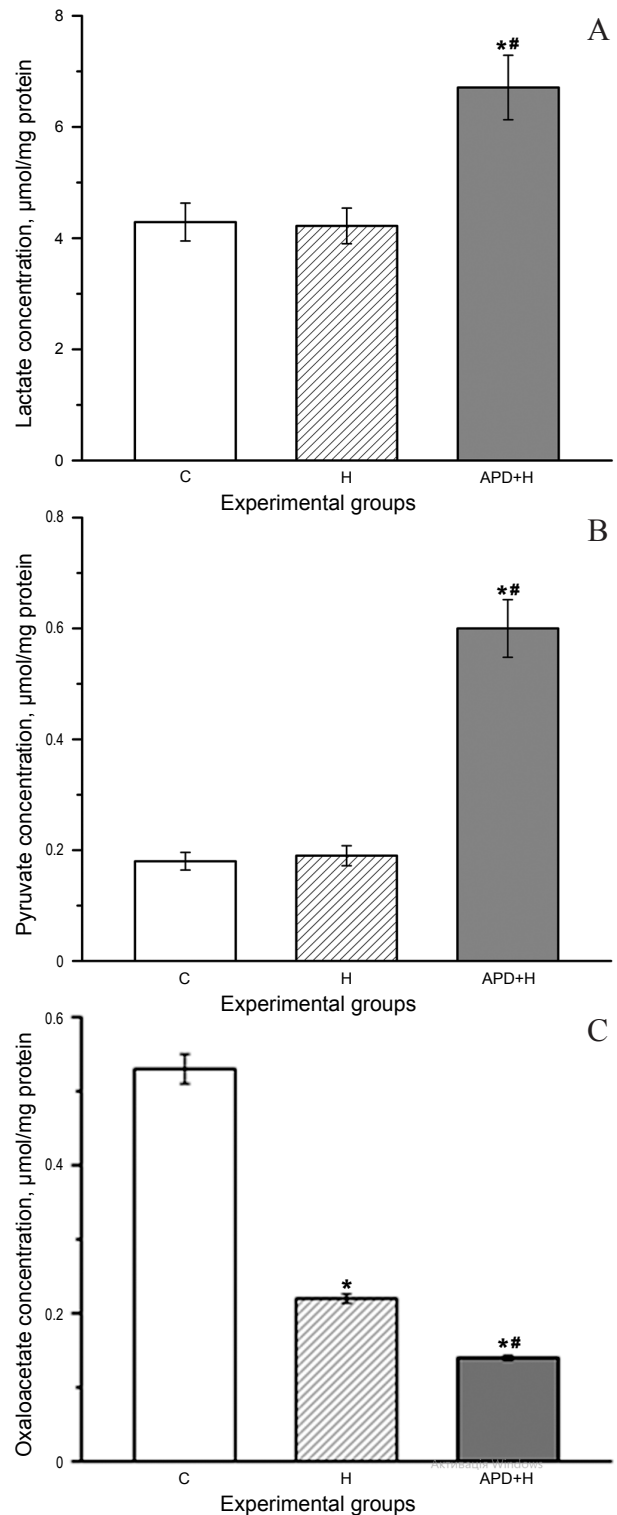 A
8
6
4
2
0
Lactate concentration, µmol/mg protein
*#
C H APD+H
Experimental groups
B
0.8
0.6
0.4
0.2
0
Pyruvate concentration, µmol/mg protein
*#
C H APD+H
Experimental groups
C
0.6
0.4
0.2
0
Oxaloacetate concentration, µmol/mg protein
*
*#
Активація Windows
C H APD+H
Experimental groups